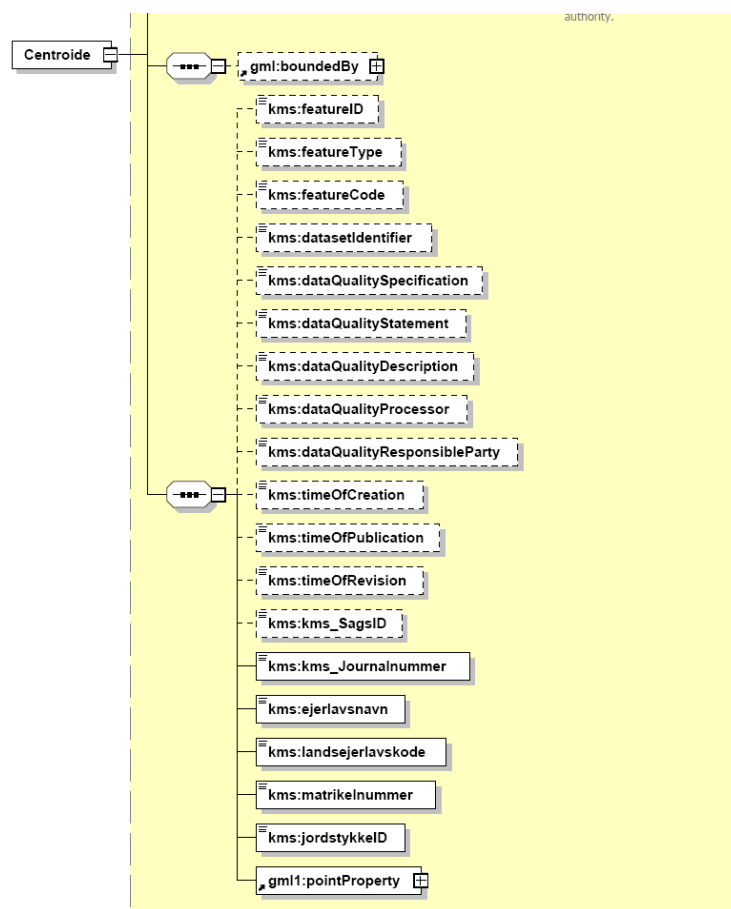 authority.
Centroide
gml:boundedBy
kms:featureID
kms:featureType
kms:featureCode
kms:datasetIdentifier
kms:dataQualitySpecification
kms:dataQualityStatement
kms:dataQualityDescription
kms:dataQualityProcessor
kms:dataQualityResponsibleParty
kms:timeOfCreation
kms:timeOfPublication
kms:timeOfRevision
kms:kms_SagsID
kms:kms_Journalnummer
kms:ejerlavsnavn
kms:landsejerlavskode
kms:matrikelnummer
kms:jordstykkeID
gml1:pointProperty